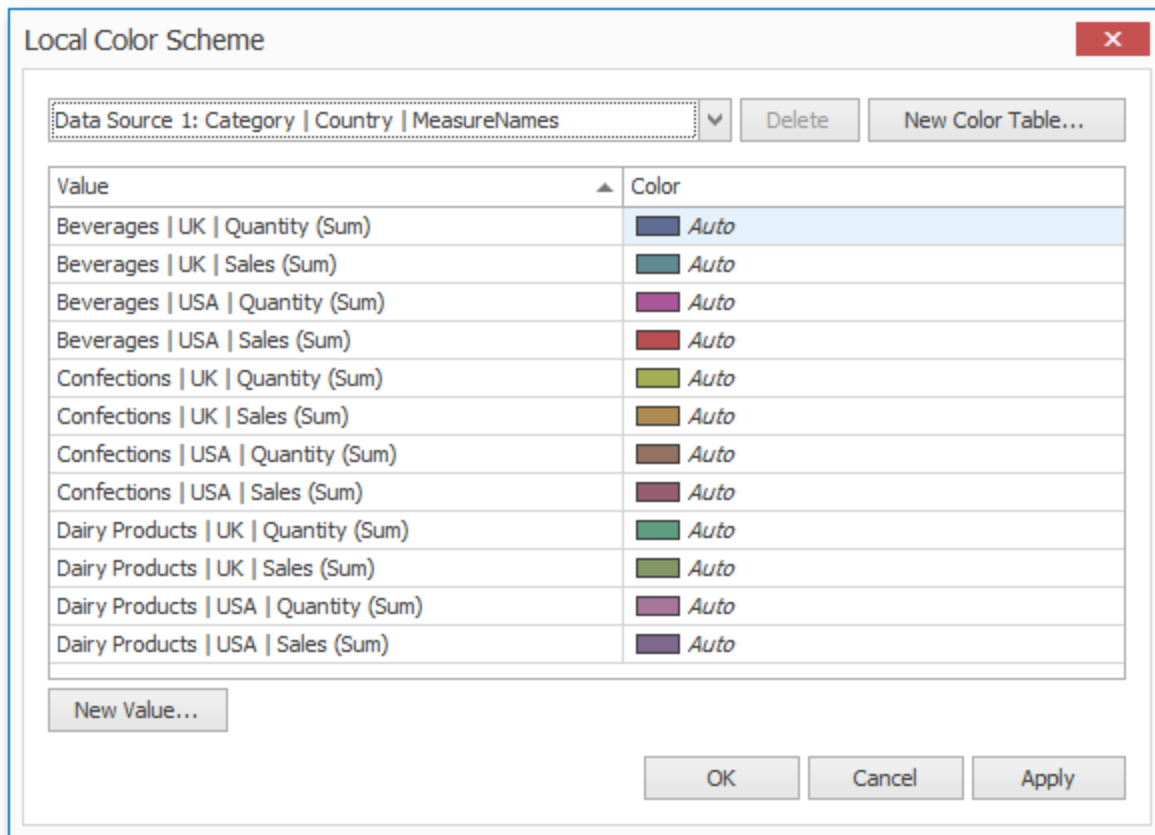 Local Color Scheme
Data Source 1: Category | Country | MeasureNames Delete New Color Table...
Value Color
Beverages | UK | Quantity (Sum) Auto
Beverages | UK | Sales (Sum) Auto
Beverages | USA | Quantity (Sum) Auto
Beverages | USA | Sales (Sum) Auto
Confections | UK | Quantity (Sum) Auto
Confections | UK | Sales (Sum) Auto
Confections | USA | Quantity (Sum) Auto
Confections | USA | Sales (Sum) Auto
Dairy Products | UK | Quantity (Sum) Auto
Dairy Products | UK | Sales (Sum) Auto
Dairy Products | USA | Quantity (Sum) Auto
Dairy Products | USA | Sales (Sum) Auto
New Value...
OK Cancel Apply